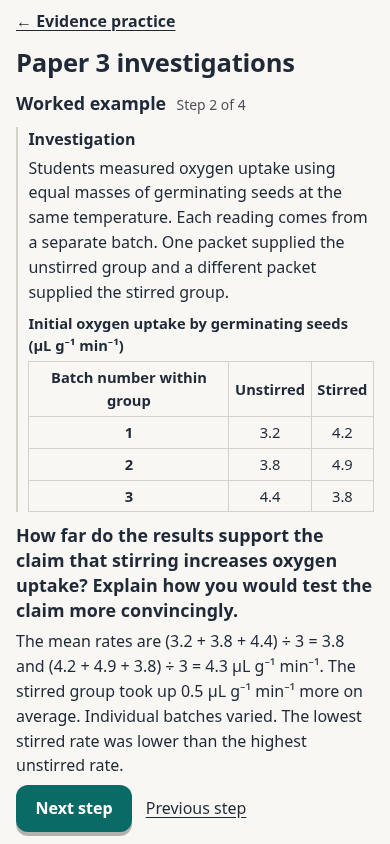 ← Evidence practice
Paper 3 investigations
Worked example Step 2 of 4
Investigation
Students measured oxygen uptake using
equal masses of germinating seeds at the
same temperature. Each reading comes from
a separate batch. One packet supplied the
unstirred group and a different packet
supplied the stirred group.
Initial oxygen uptake by germinating seeds
(µL g⁻¹ min⁻¹)
Batch number within
group
Unstirred Stirred
1 3.2 4.2
2 3.8 4.9
3 4.4 3.8
How far do the results support the
claim that stirring increases oxygen
uptake? Explain how you would test the
claim more convincingly.
The mean rates are (3.2 + 3.8 + 4.4) ÷ 3 = 3.8
and (4.2 + 4.9 + 3.8) ÷ 3 = 4.3 µL g⁻¹ min⁻¹. The
stirred group took up 0.5 µL g⁻¹ min⁻¹ more on
average. Individual batches varied. The lowest
stirred rate was lower than the highest
unstirred rate.
Next step Previous step